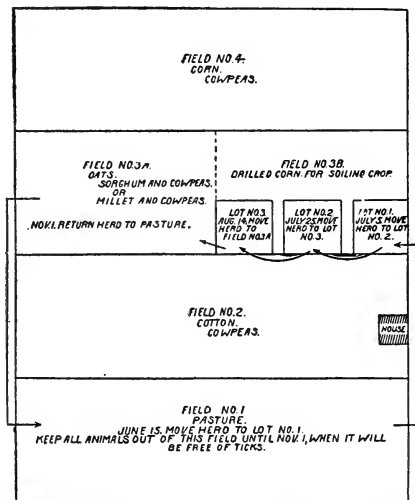 FIELD NO. 4.
CORN.
COWPEAS.
FIELD NO. 3A.
OATS.
SORGHUM AND COWPEAS.
OR
MILLET AND COWPEAS.
NOV. 1. RETURN HERD TO PASTURE.
FIELD NO. 3B.
DRILLED CORN. FOR SOILING CROP.
LOT NO. 3.
AUG. 14. MOVE
HERD TO
FIELD NO. 3A
LOT NO. 2
JULY 25. MOVE
HERD TO LOT
NO. 3.
LOT NO. 1.
JULY 5. MOVE
HERD TO LOT
NO. 2.
FIELD NO. 2.
COTTON.
COWPEAS.
HOUSE
FIELD NO. 1
PASTURE.
JUNE 15. MOVE HERD TO LOT NO. 1.
KEEP ALL ANIMALS OUT OF THIS FIELD UNTIL NOV. 1, WHEN IT WILL
BE FREE OF TICKS.